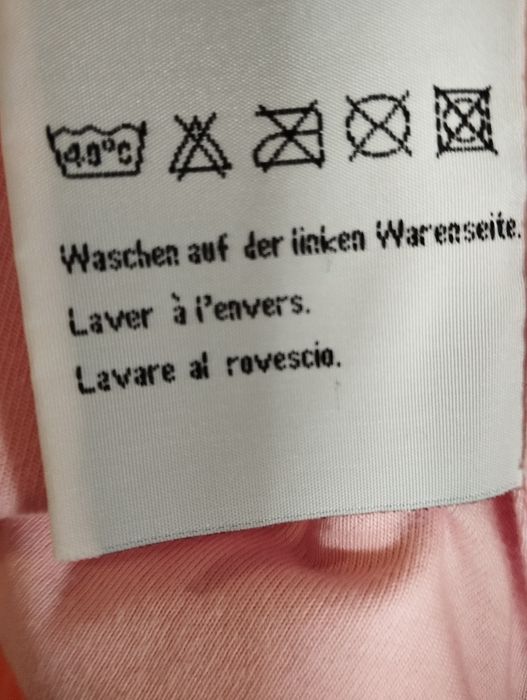 40°C
Waschen auf der linken Warenseite.
Laver à l'envers.
Lavare al rovescio.